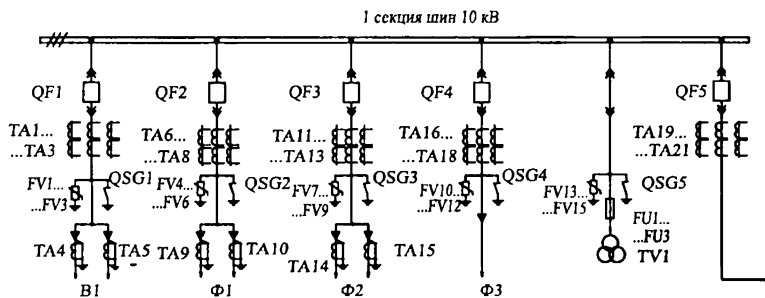 1 секция шин 10 кВ
QF1 QF2 QF3 QF4 QF5
TA1... TA6... TA11... TA16... TA19...
...TA3 ...TA8 ...TA13 ...TA18 ...TA21
QSG1 QSG2 QSG3 QSG4 QSG5
FV1... FV4... FV7... FV10... FV13...
...FV3 ...FV6 ...FV9 ...FV12 ...FV15
FU1...
...FU3
TA4 TA5 TA9 TA10 TA14 TA15 TV1
В1 Ф1 Ф2 Ф3